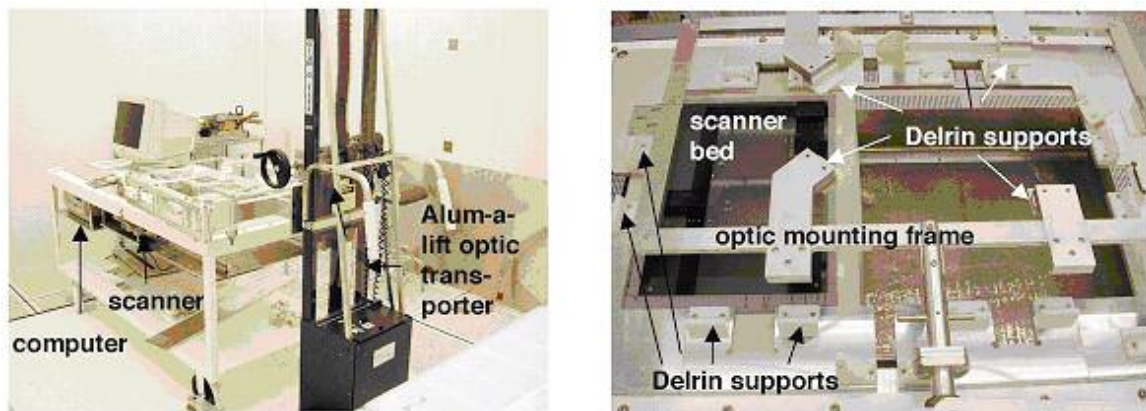 Alum-a-
lift optic
trans-
porter
scanner
computer
scanner
bed
Delrin supports
optic mounting frame
Delrin supports